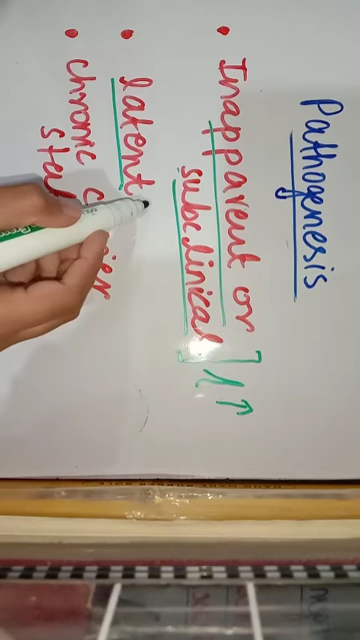 Pathogenesis
• Inapparent or
subclinical
• latent
• chronic